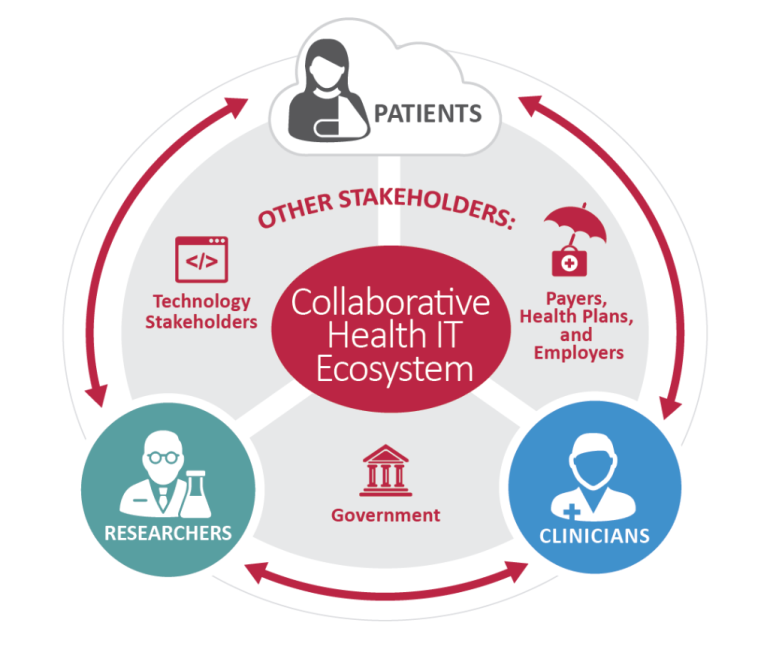 PATIENTS
OTHER STAKEHOLDERS:
</>
Technology
Stakeholders
Collaborative
Health IT
Ecosystem
Payers,
Health Plans,
and
Employers
Government
RESEARCHERS
CLINICIANS